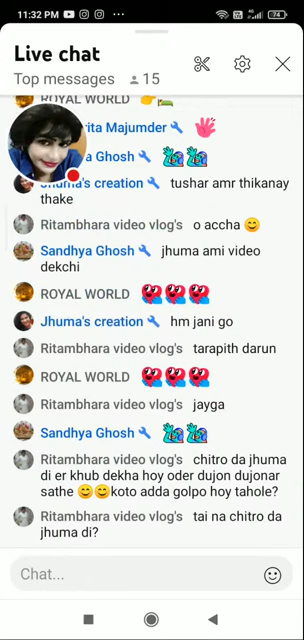 11:32 PM
4G
74
Live chat
Top messages 15
ROYAL WORLD
ita Majumder
a Ghosh
Jhuma's creation tushar amr thikanay
thake
Ritambhara video vlog's o accha 😊
Sandhya Ghosh jhuma ami video
dekchi
ROYAL WORLD
Jhuma's creation hm jani go
Ritambhara video vlog's tarapith darun
ROYAL WORLD
Ritambhara video vlog's jayga
Sandhya Ghosh
Ritambhara video vlog's chitro da jhuma
di er khub dekha hoy oder dujon dujonar
sathe 😊😊koto adda golpo hoy tahole?
Ritambhara video vlog's tai na chitro da
jhuma di?
Chat...